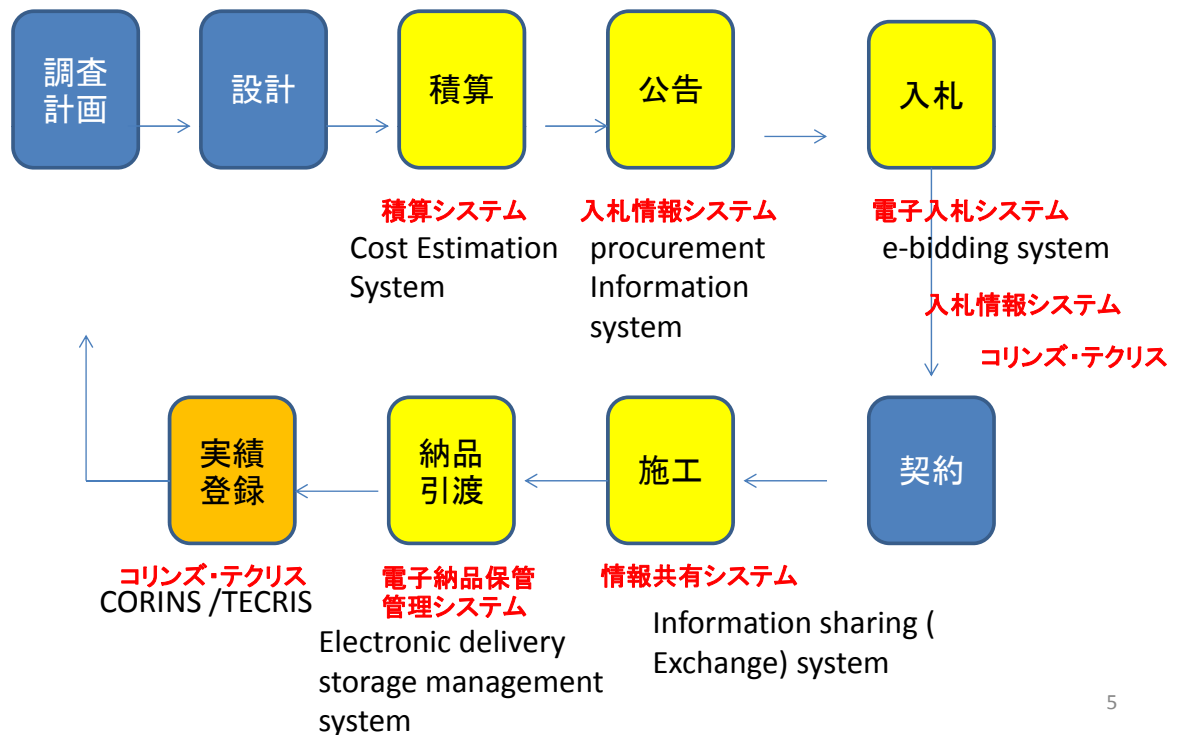 調査
計画
設計
積算
公告
入札
積算システム
Cost Estimation
System
入札情報システム
procurement
Information
system
電子入札システム
e-bidding system
入札情報システム
コリンズ・テクリス
実績
登録
納品
引渡
施工
契約
コリンズ・テクリス
CORINS /TECRIS
電子納品保管
管理システム
Electronic delivery
storage management
system
情報共有システム
Information sharing (
Exchange) system
5